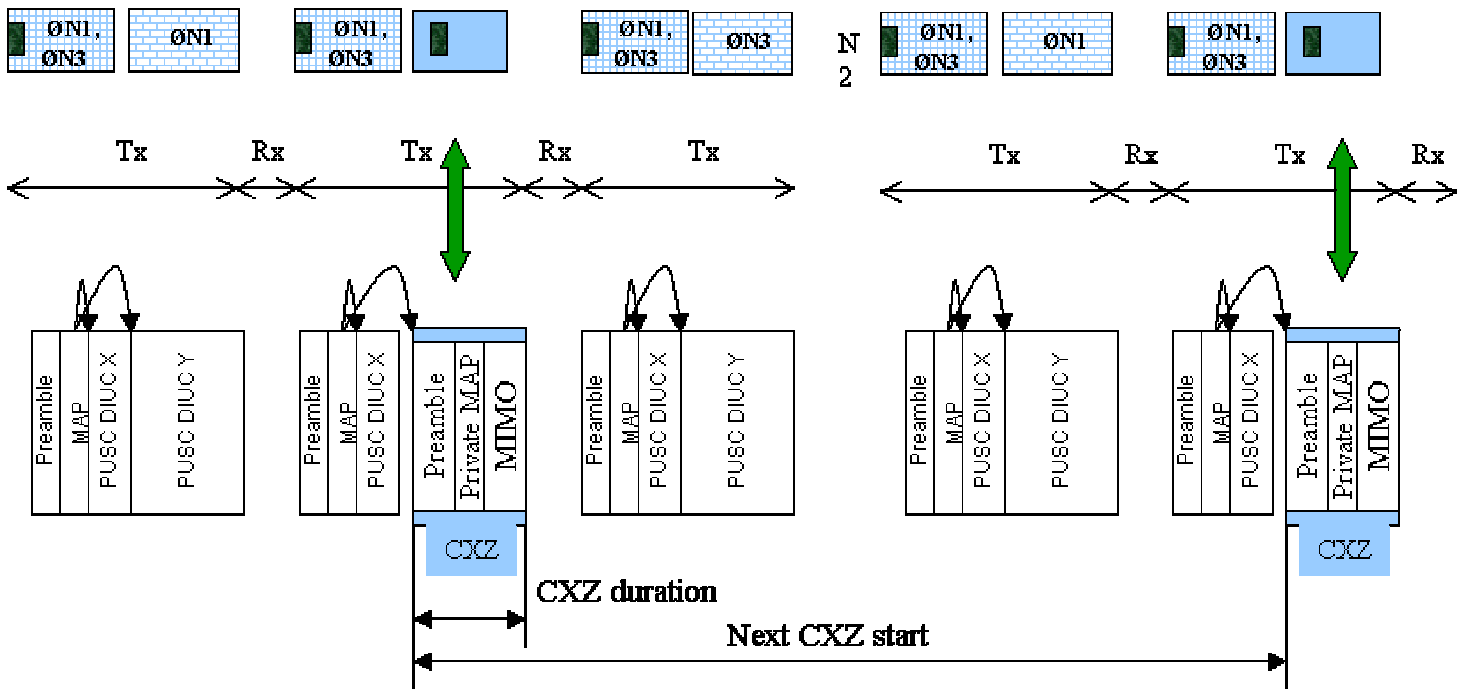 ØN1,
ØN3
ØN1
ØN1,
ØN3
ØN1,
ØN3
ØN3
N
2
ØN1,
ØN3
ØN1
ØN1,
ØN3
Tx
Rx
Tx
Rx
Tx
Tx
Rx
Tx
Rx
Preamble
MAP
PUSC DIUC X
PUSC DIUC Y
Preamble
MAP
PUSC DIUC X
Preamble
Private MAP
MIMO
Preamble
MAP
PUSC DIUC X
PUSC DIUC Y
Preamble
MAP
PUSC DIUC X
PUSC DIUC Y
Preamble
MAP
PUSC DIUC X
Preamble
Private MAP
MIMO
CXZ
CXZ
CXZ duration
Next CXZ start